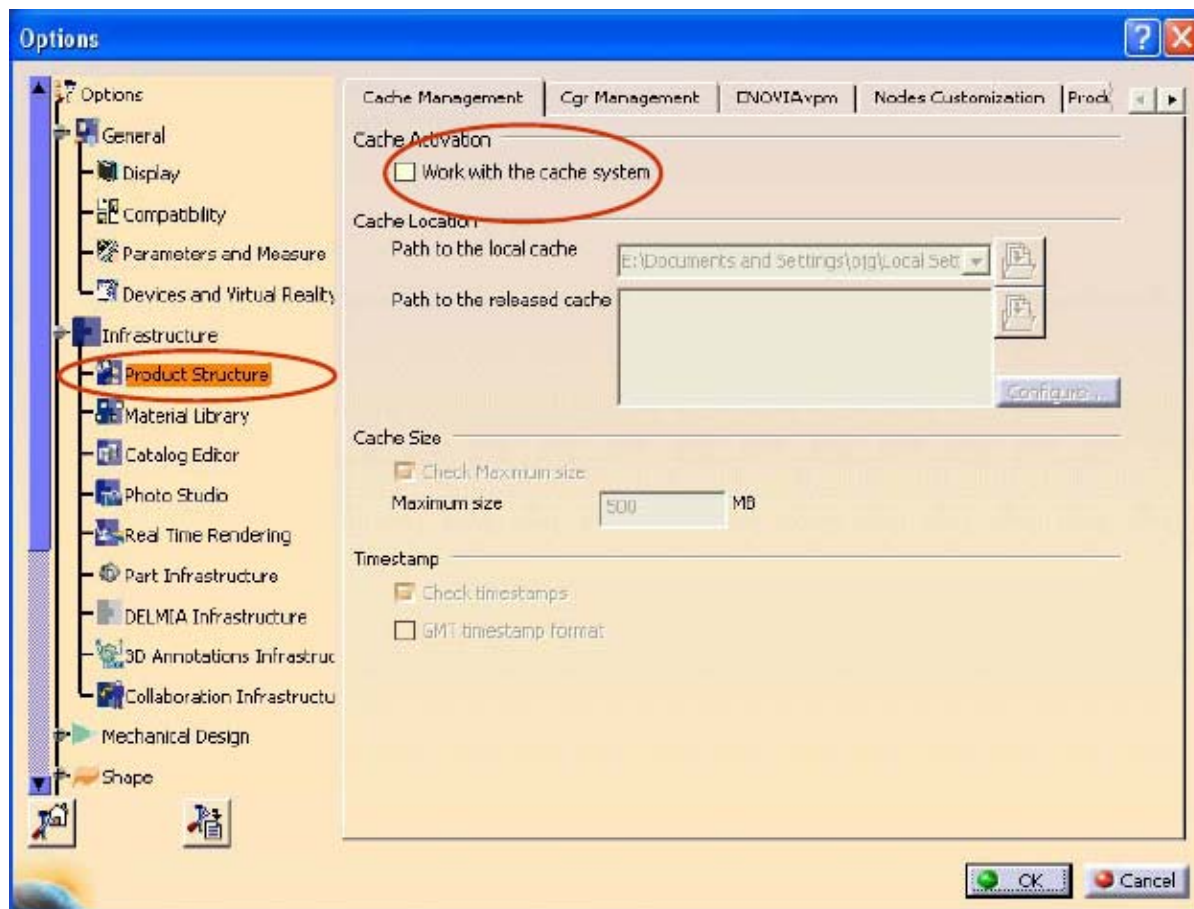 Options
Options
General
Display
Compatibility
Parameters and Measure
Devices and Virtual Reality
Infrastructure
Product Structure
Material Library
Catalog Editor
Photo Studio
Real Time Rendering
Part Infrastructure
DELMIA Infrastructure
3D Annotations Infrastruc
Collaboration Infrastructu
Mechanical Design
Shape
Cache Management Cgr Management ENOVIAvpm Nodes Customization Prod
Cache Activation
Work with the cache system
Cache Location
Path to the local cache E:\Documents and Settings\ojg\Local Sett
Path to the released cache
Configure...
Cache Size
Check Maximum size
Maximum size 500 MB
Timestamp
Check timestamps
GMT timestamp format
OK Cancel